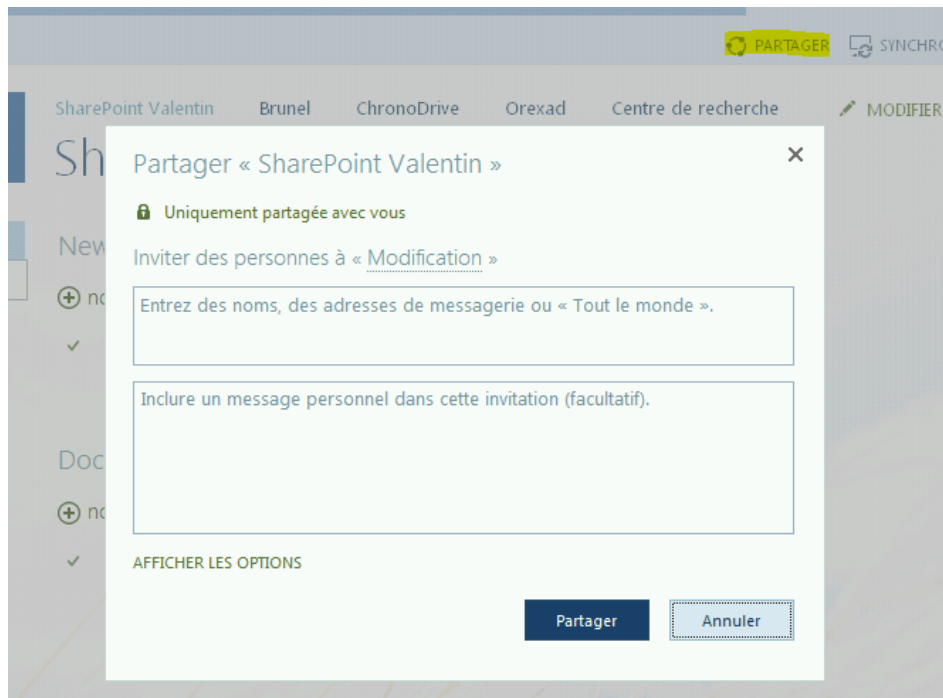 PARTAGER SYNCHRO
SharePoint Valentin Brunel ChronoDrive Orexad Centre de recherche MODIFIER
Sh
Partager « SharePoint Valentin »
Uniquement partagée avec vous
New
Inviter des personnes à « Modification »
no
Entrez des noms, des adresses de messagerie ou « Tout le monde ».
Inclure un message personnel dans cette invitation (facultatif).
Doc
no
AFFICHER LES OPTIONS
Partager Annuler